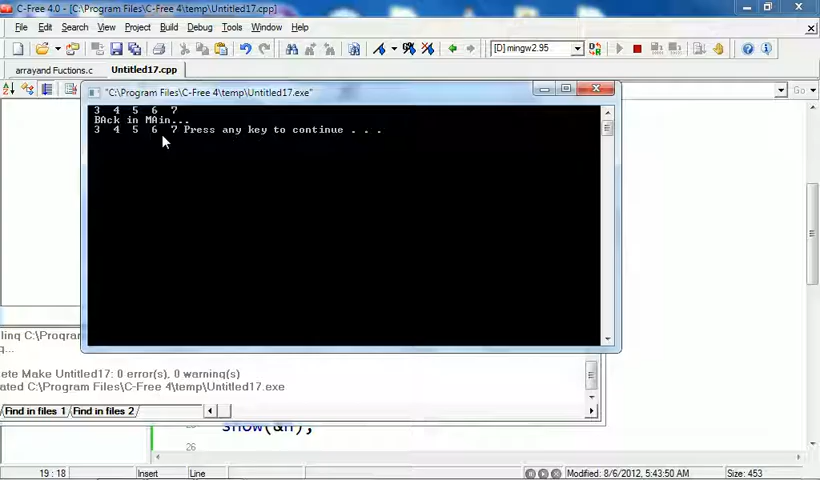 C-Free 4.0 - [C:\Program Files\C-Free 4\temp\Untitled17.cpp]
File Edit Search View Project Build Debug Tools Window Help
[D] mingw2.95
arrayand Fuctions.c Untitled17.cpp
"C:\Program Files\C-Free 4\temp\Untitled17.exe"
3 4 5 6 7
BAck in MAin...
3 4 5 6 7 Press any key to continue . . .
ling C:\Program
g...
ete Make Untitled17: 0 error(s), 0 warning(s)
ated C:\Program Files\C-Free 4\temp\Untitled17.exe
Find in files 1 Find in files 2
show(&n);
26
19 : 18 Insert Line Modified: 8/6/2012, 5:43:50 AM Size: 453